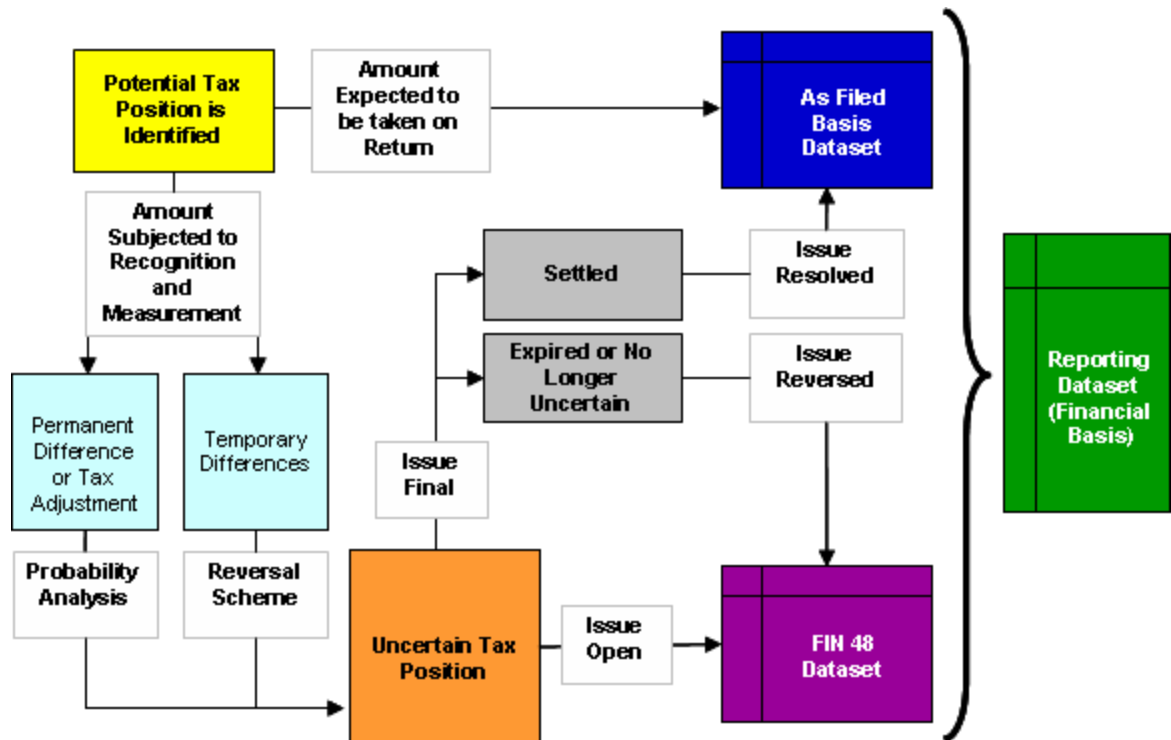 Potential Tax
Position is
Identified
Amount
Expected to
be taken on
Return
As Filed
Basis
Dataset
Amount
Subjected to
Recognition
and
Measurement
Settled
Issue
Resolved
Expired or No
Longer
Uncertain
Issue
Reversed
Reporting
Dataset
(Financial
Basis)
Permanent
Difference
or Tax
Adjustment
Temporary
Differences
Issue
Final
Probability
Analysis
Reversal
Scheme
Uncertain Tax
Position
Issue
Open
FIN 48
Dataset